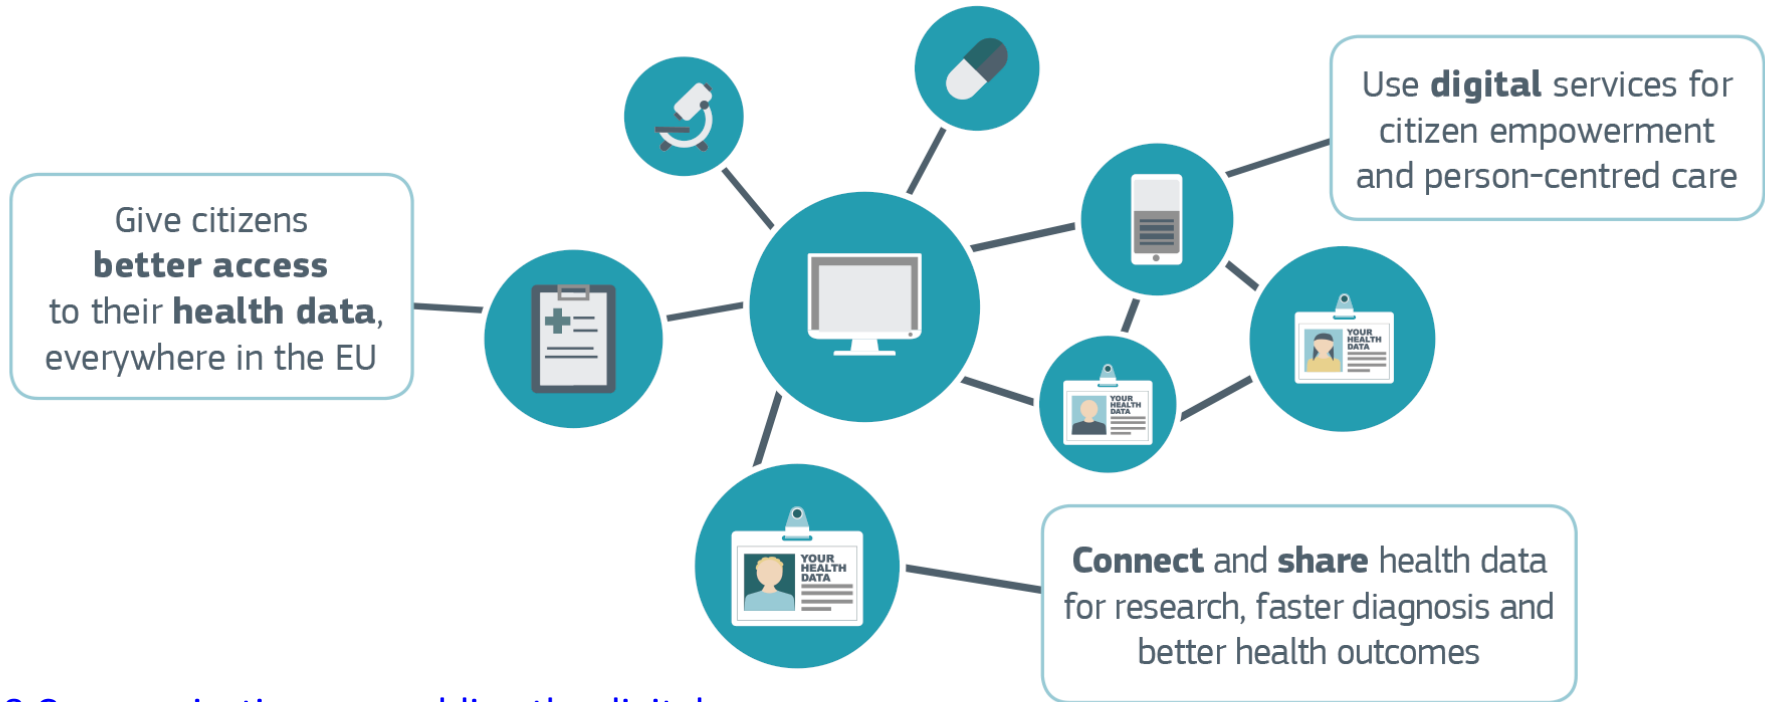 Use digital services for
citizen empowerment
and person-centred care
Give citizens
better access
to their health data,
everywhere in the EU
YOUR
HEALTH
DATA
YOUR
HEALTH
DATA
YOUR
HEALTH
DATA
Connect and share health data
for research, faster diagnosis and
better health outcomes